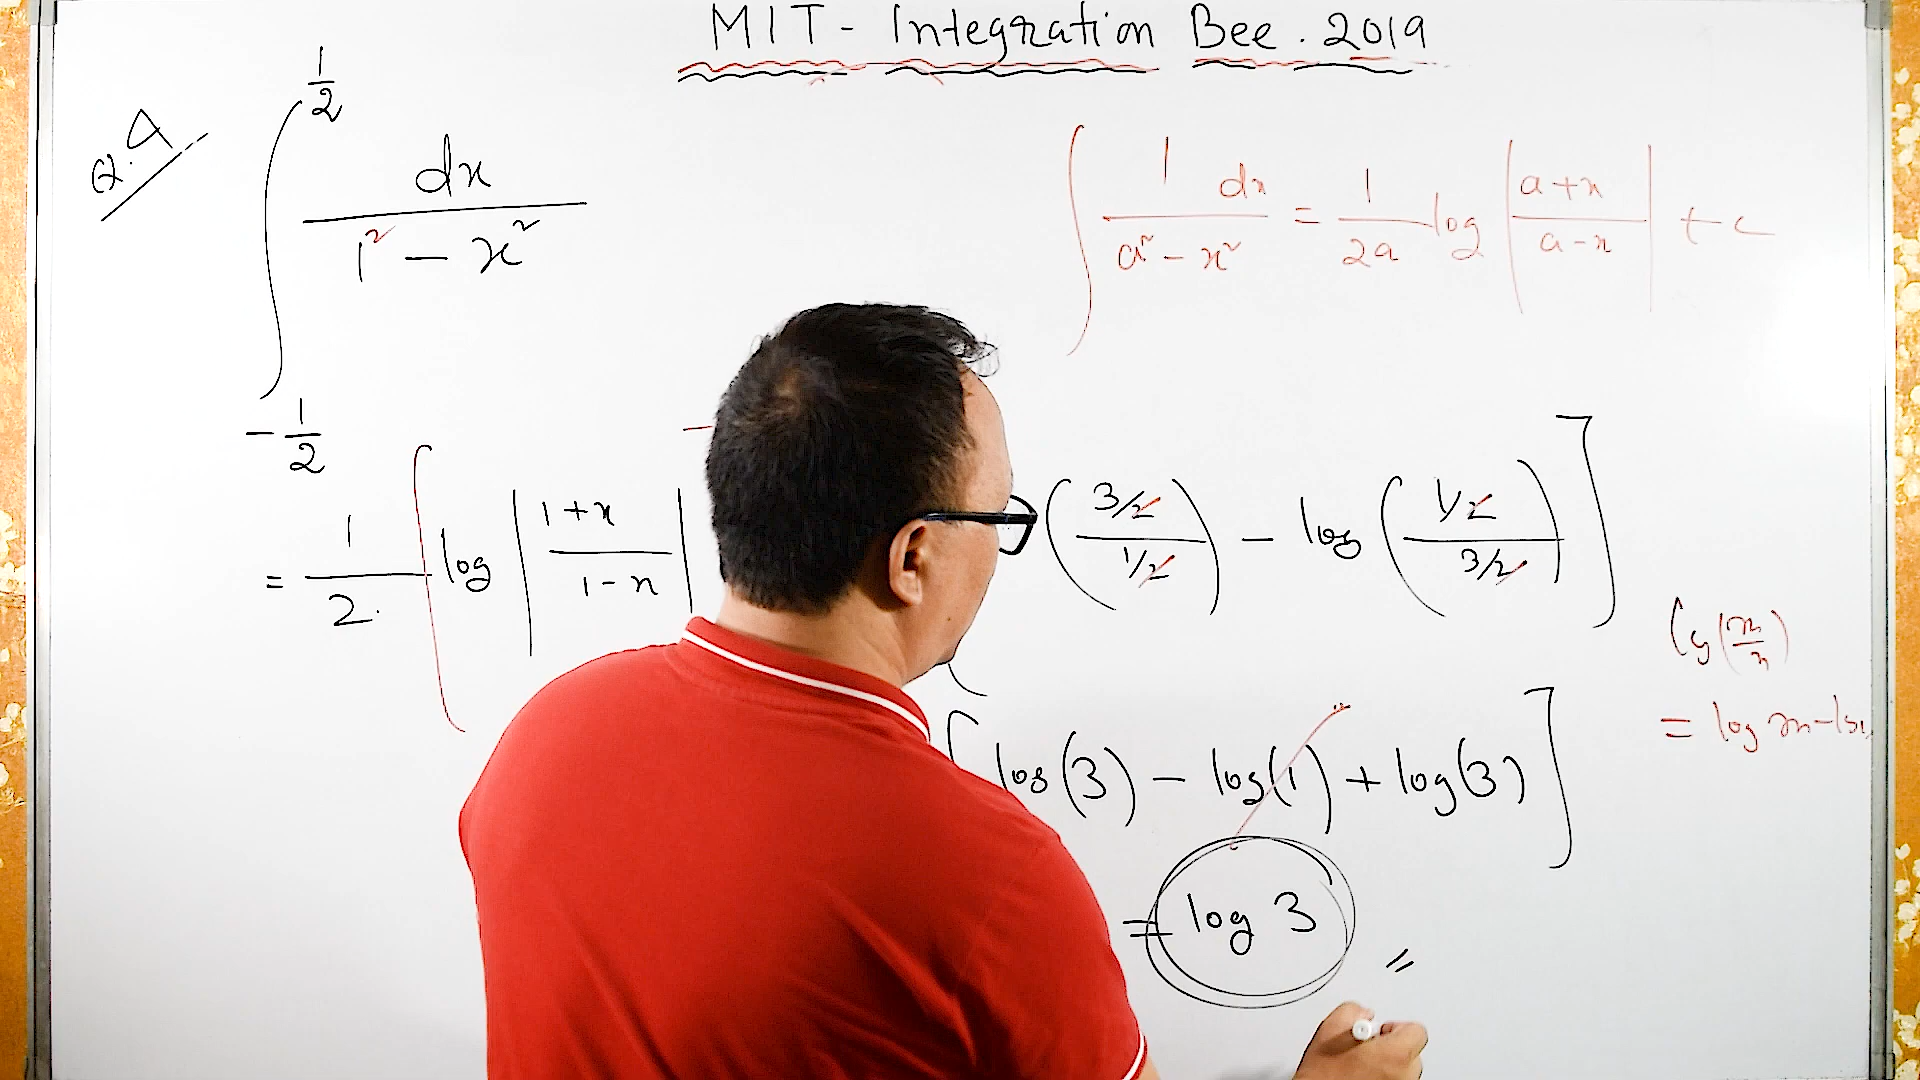 MIT - Integration Bee. 2019
Q.4
∫_{-1/2}^{1/2} dx / (1² - x²)
∫ 1 dx / (a² - x²) = 1/2a log |a+x / a-x| + c
= 1/2 [ log | 1+x / 1-x |
( 3/2 / 1/2 ) - log ( 1/2 / 3/2 ) ]
[ log(3) - log(1) + log(3) ]
= log 3
= log m -